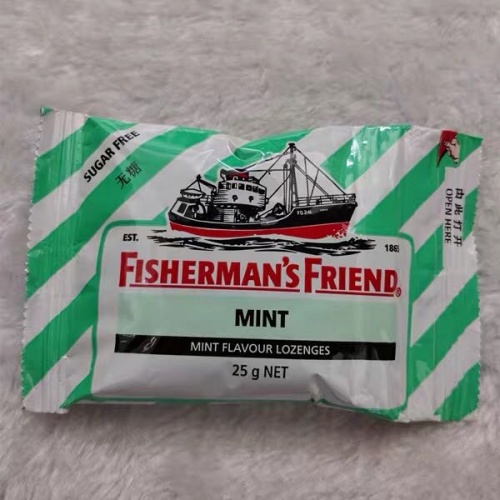 SUGAR FREE
无糖
EST.
FISHERMAN'S FRIEND®
MINT
MINT FLAVOUR LOZENGES
25 g NET
由此打开
OPEN HERE